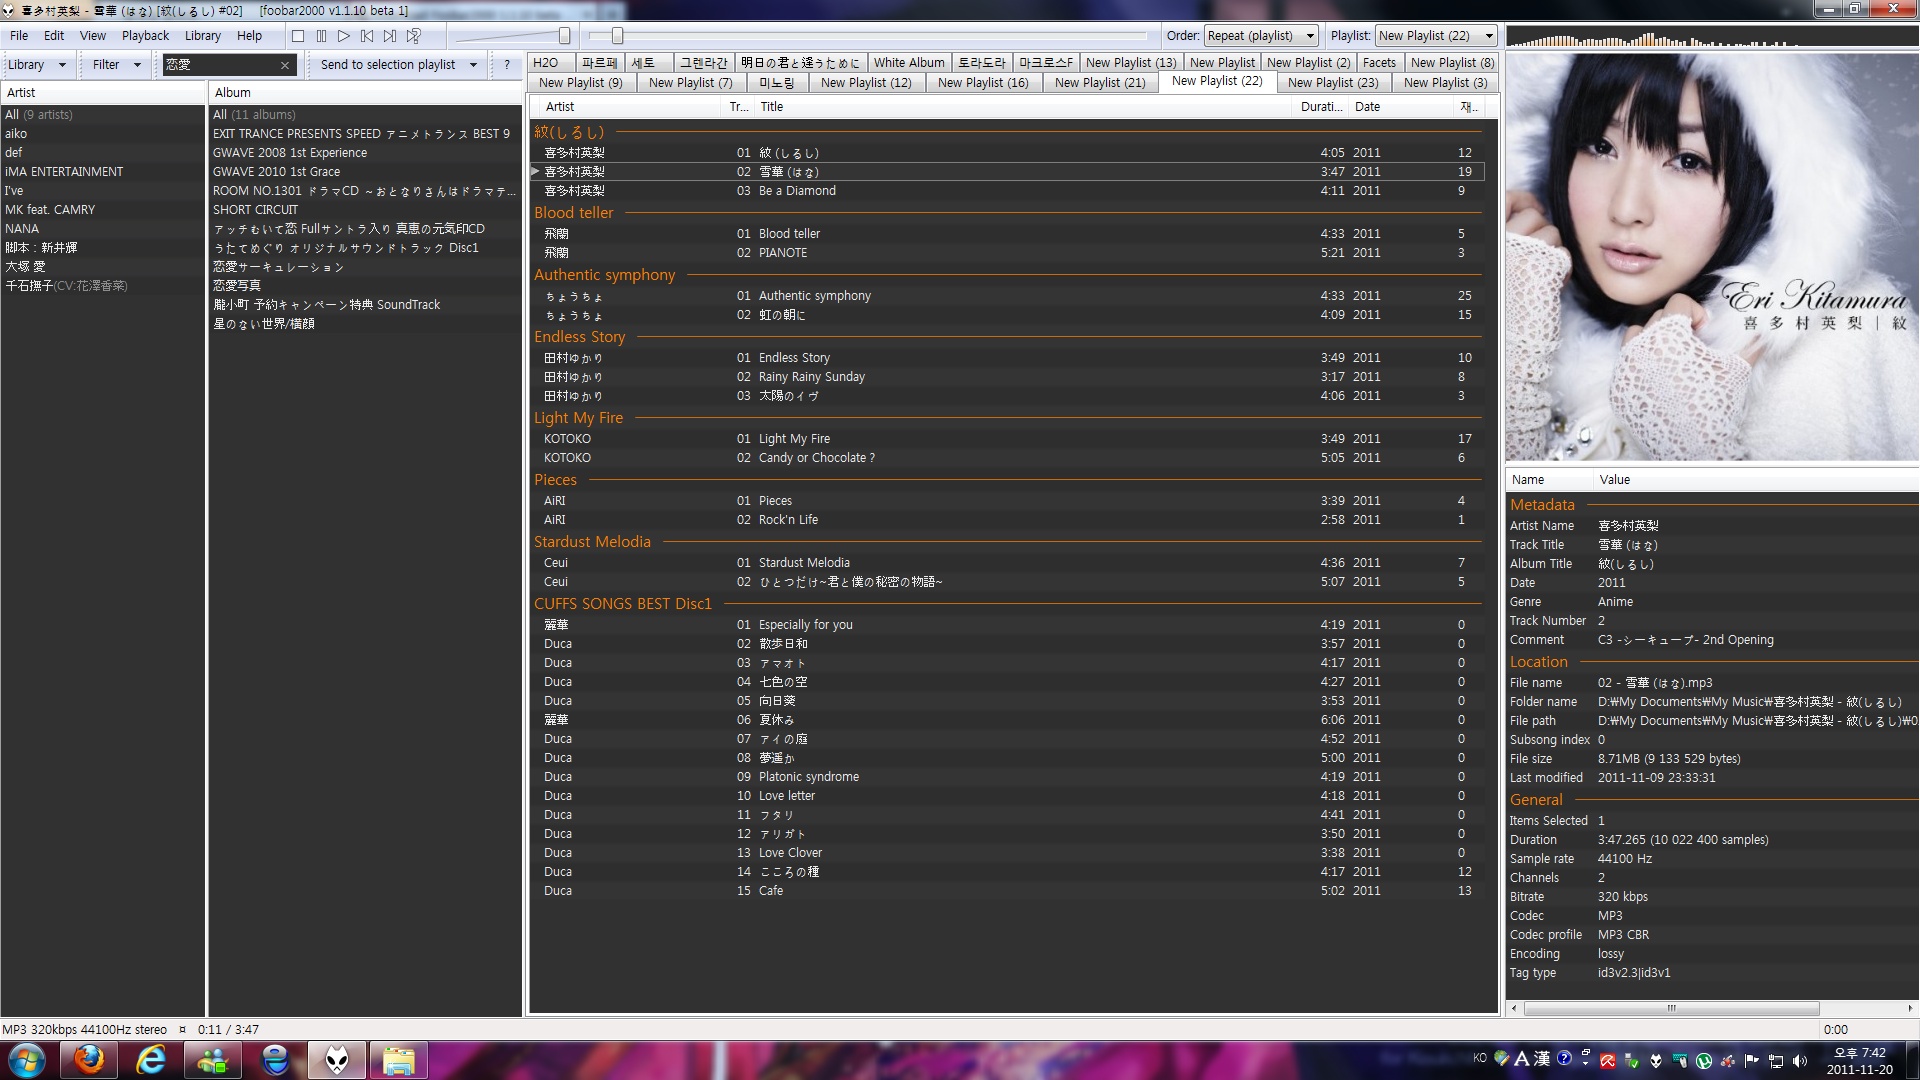 喜多村英梨 - 雪華 (はな) [紋(しるし) #02]    [foobar2000 v1.1.10 beta 1]
File Edit View Playback Library Help
Order: Repeat (playlist) Playlist: New Playlist (22)
Library Filter 恋愛 Send to selection playlist ?
H2O 파르페 세토 그렌라간 明日の君と逢うために White Album 토라도라 마크로스F New Playlist (13) New Playlist New Playlist (2) Facets New Playlist (8)
New Playlist (9) New Playlist (7) 미노링 New Playlist (12) New Playlist (16) New Playlist (21) New Playlist (22) New Playlist (23) New Playlist (3)
Artist
All (9 artists)
aiko
def
iMA ENTERTAINMENT
I've
MK feat. CAMRY
NANA
脚本：新井輝
大塚 愛
千石撫子(CV:花澤香菜)
Album
All (11 albums)
EXIT TRANCE PRESENTS SPEED アニメトランス BEST 9
GWAVE 2008 1st Experience
GWAVE 2010 1st Grace
ROOM NO.1301 ドラマCD ～おとなりさんはドラマテ...
SHORT CIRCUIT
アッチむいて恋 Fullサントラ入り 真恵の元気印CD
うたてめぐり オリジナルサウンドトラック Disc1
恋愛サーキュレーション
恋愛写真
朧小町 予約キャンペーン特典 SoundTrack
星のない世界/横顔
Artist Tr... Title Durati... Date 재...
紋(しるし)
喜多村英梨 01 紋 (しるし) 4:05 2011 12
喜多村英梨 02 雪華 (はな) 3:47 2011 19
喜多村英梨 03 Be a Diamond 4:11 2011 9
Blood teller
飛蘭 01 Blood teller 4:33 2011 5
飛蘭 02 PIANOTE 5:21 2011 3
Authentic symphony
ちょうちょ 01 Authentic symphony 4:33 2011 25
ちょうちょ 02 虹の朝に 4:09 2011 15
Endless Story
田村ゆかり 01 Endless Story 3:49 2011 10
田村ゆかり 02 Rainy Rainy Sunday 3:17 2011 8
田村ゆかり 03 太陽のイヴ 4:06 2011 3
Light My Fire
KOTOKO 01 Light My Fire 3:49 2011 17
KOTOKO 02 Candy or Chocolate ? 5:05 2011 6
Pieces
AiRI 01 Pieces 3:39 2011 4
AiRI 02 Rock'n Life 2:58 2011 1
Stardust Melodia
Ceui 01 Stardust Melodia 4:36 2011 7
Ceui 02 ひとつだけ~君と僕の秘密の物語~ 5:07 2011 5
CUFFS SONGS BEST Disc1
麗華 01 Especially for you 4:19 2011 0
Duca 02 散歩日和 3:57 2011 0
Duca 03 アマオト 4:17 2011 0
Duca 04 七色の空 4:27 2011 0
Duca 05 向日葵 3:53 2011 0
麗華 06 夏休み 6:06 2011 0
Duca 07 アイの庭 4:52 2011 0
Duca 08 夢遥か 5:00 2011 0
Duca 09 Platonic syndrome 4:19 2011 0
Duca 10 Love letter 4:18 2011 0
Duca 11 フタリ 4:41 2011 0
Duca 12 アリガト 3:50 2011 0
Duca 13 Love Clover 3:38 2011 0
Duca 14 こころの種 4:17 2011 12
Duca 15 Cafe 5:02 2011 13
Eri Kitamura
喜多村英梨｜紋
Name Value
Metadata
Artist Name 喜多村英梨
Track Title 雪華 (はな)
Album Title 紋(しるし)
Date 2011
Genre Anime
Track Number 2
Comment C3 -シーキューブ- 2nd Opening
Location
File name 02 - 雪華 (はな).mp3
Folder name D:₩My Documents₩My Music₩喜多村英梨 - 紋(しるし)
File path D:₩My Documents₩My Music₩喜多村英梨 - 紋(しるし)₩0
Subsong index 0
File size 8.71MB (9 133 529 bytes)
Last modified 2011-11-09 23:33:31
General
Items Selected 1
Duration 3:47.265 (10 022 400 samples)
Sample rate 44100 Hz
Channels 2
Bitrate 320 kbps
Codec MP3
Codec profile MP3 CBR
Encoding lossy
Tag type id3v2.3|id3v1
MP3 320kbps 44100Hz stereo ¤ 0:11 / 3:47 0:00
KO A 漢 오후 7:42
2011-11-20